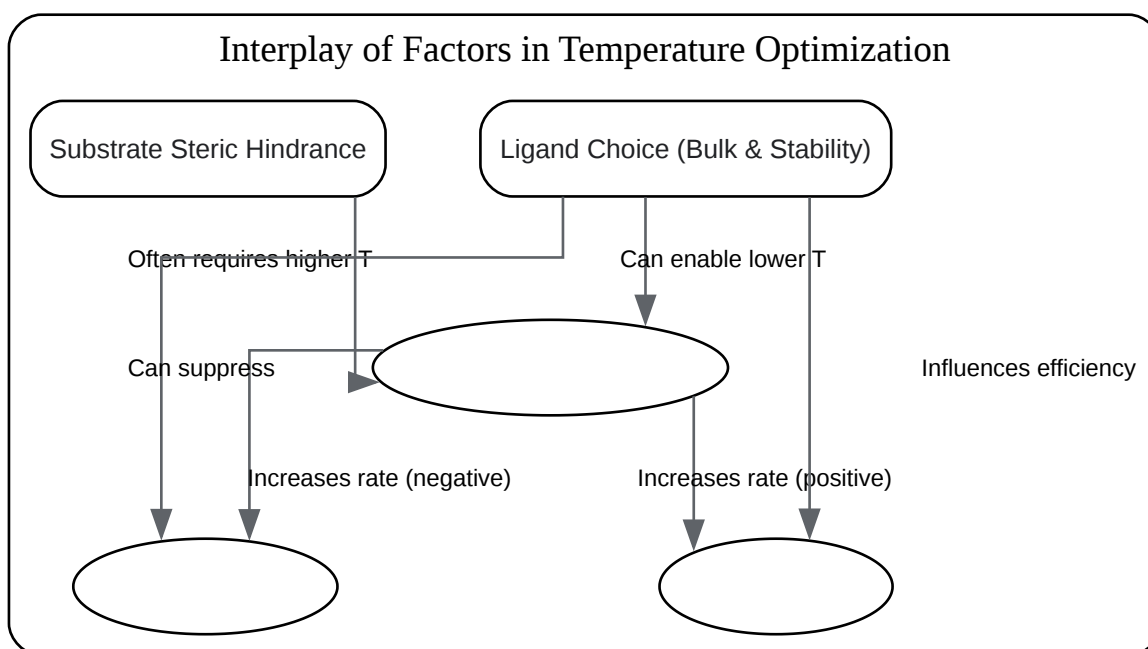 Interplay of Factors in Temperature Optimization
Substrate Steric Hindrance
Ligand Choice (Bulk & Stability)
Often requires higher T
Can enable lower T
Can suppress
Influences efficiency
Increases rate (negative)
Increases rate (positive)